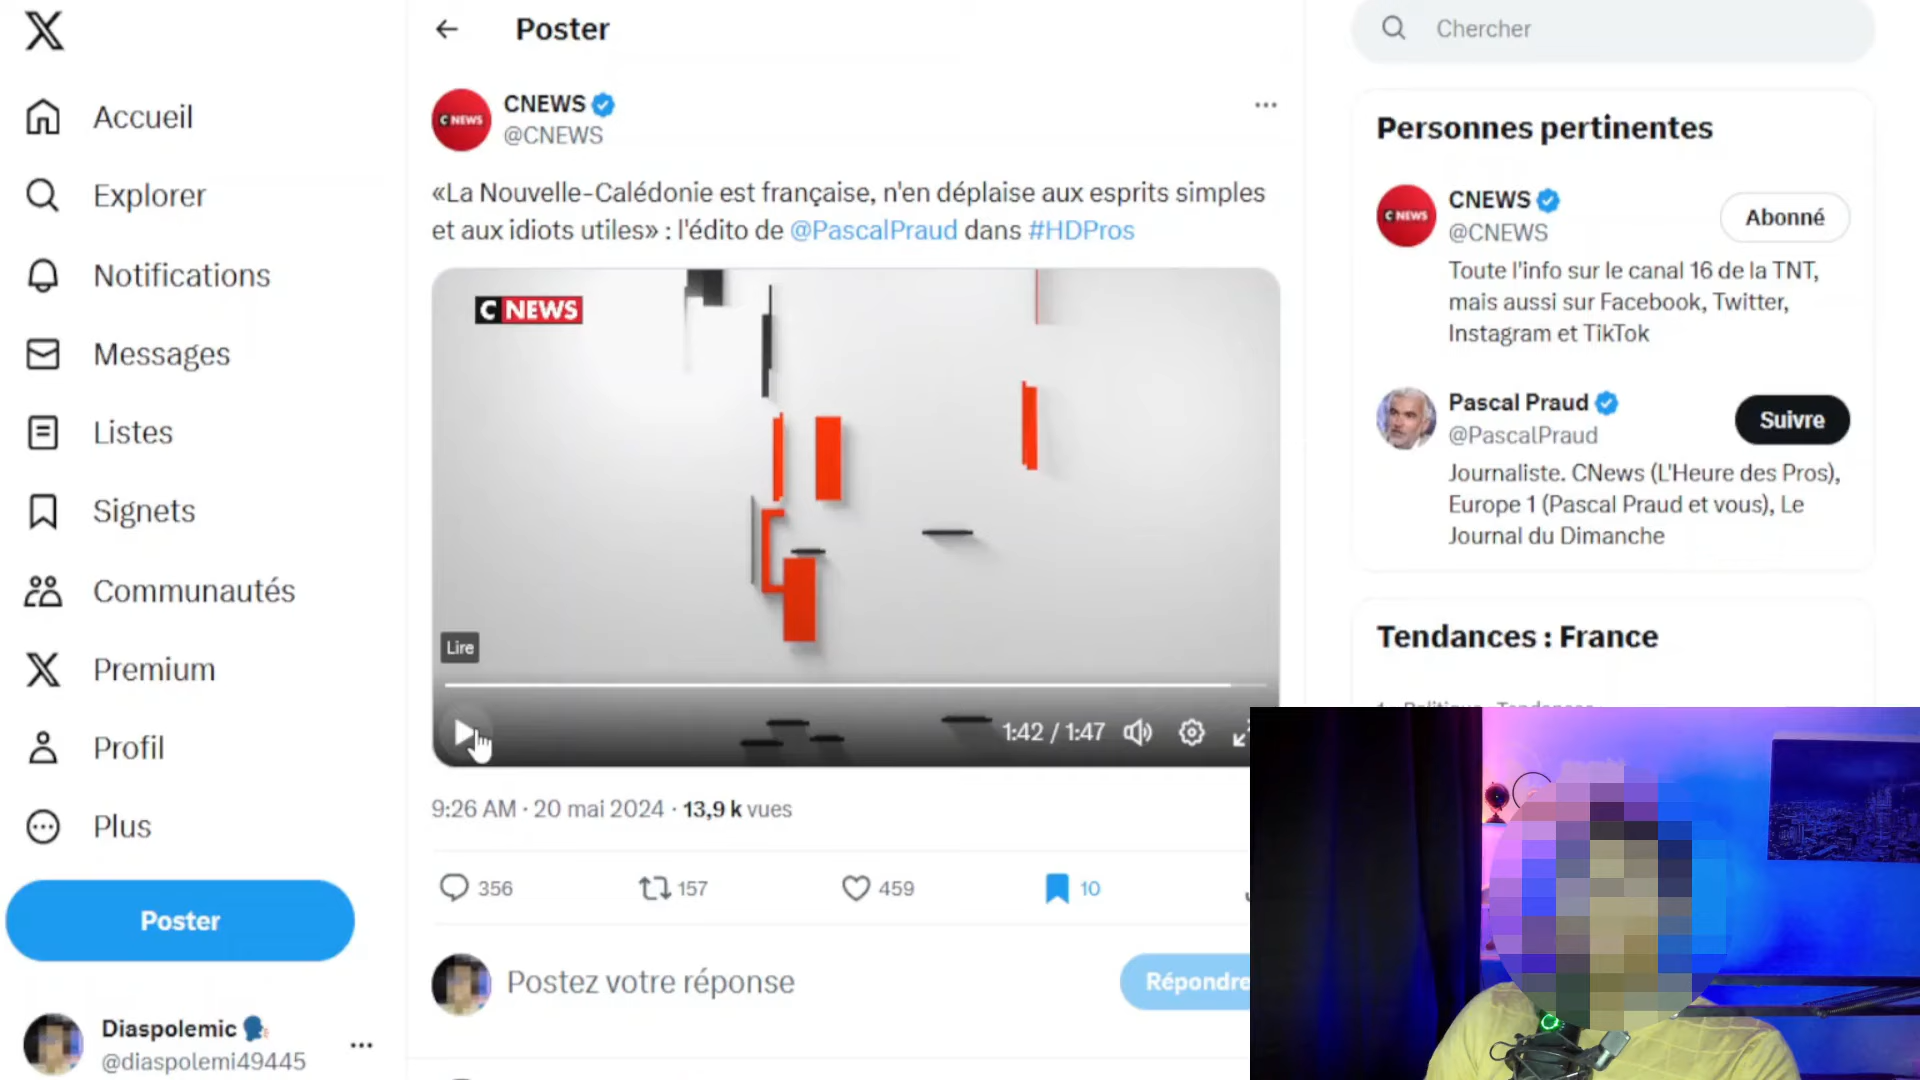 Accueil
Explorer
Notifications
Messages
Listes
Signets
Communautés
Premium
Profil
Plus
Poster
Diaspolemic
@diaspolemi49445
Poster
CNEWS
CNEWS
@CNEWS
«La Nouvelle-Calédonie est française, n'en déplaise aux esprits simples
et aux idiots utiles» : l'édito de @PascalPraud dans #HDPros
CNEWS
Lire
1:42 / 1:47
9:26 AM · 20 mai 2024 · 13,9 k vues
356
157
459
10
Postez votre réponse
Répondre
Chercher
Personnes pertinentes
CNEWS
CNEWS
@CNEWS
Abonné
Toute l'info sur le canal 16 de la TNT,
mais aussi sur Facebook, Twitter,
Instagram et TikTok
Pascal Praud
@PascalPraud
Suivre
Journaliste. CNews (L'Heure des Pros),
Europe 1 (Pascal Praud et vous), Le
Journal du Dimanche
Tendances : France